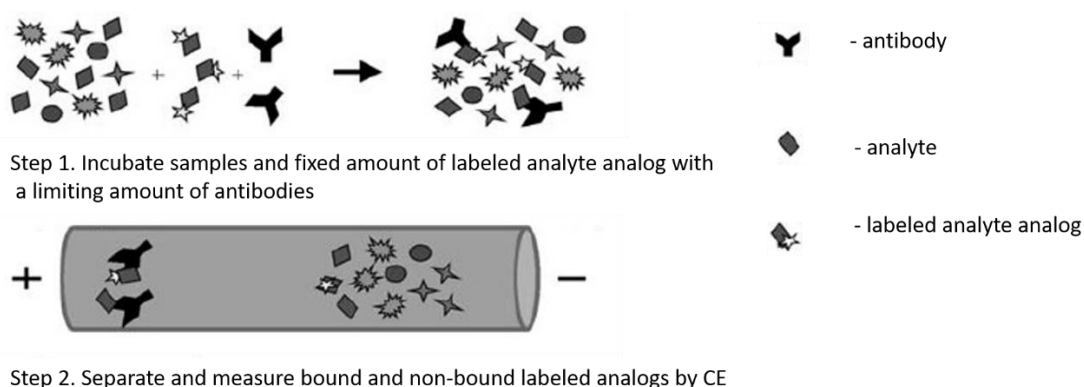 + +
- antibody
Step 1. Incubate samples and fixed amount of labeled analyte analog with
a limiting amount of antibodies
- analyte
- labeled analyte analog
+ −
Step 2. Separate and measure bound and non-bound labeled analogs by CE